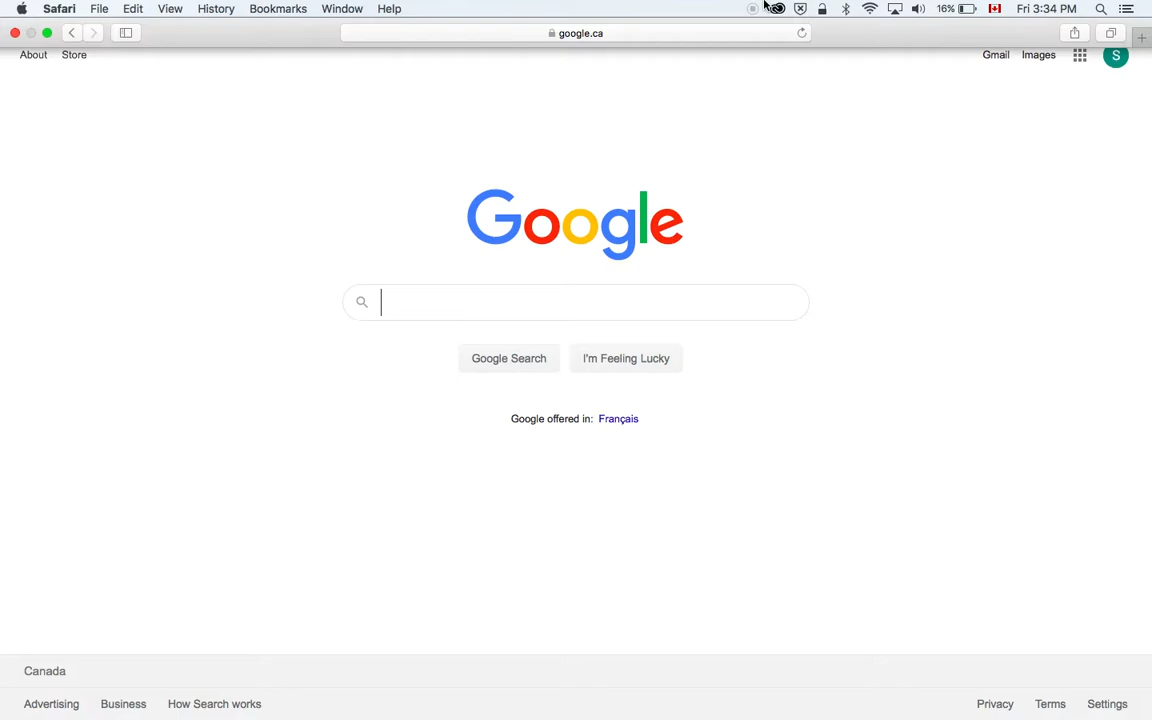 Safari File Edit View History Bookmarks Window Help 16% Fri 3:34 PM
google.ca
About Store Gmail Images S
Google
Google Search I'm Feeling Lucky
Google offered in: Français
Canada
Advertising Business How Search works Privacy Terms Settings